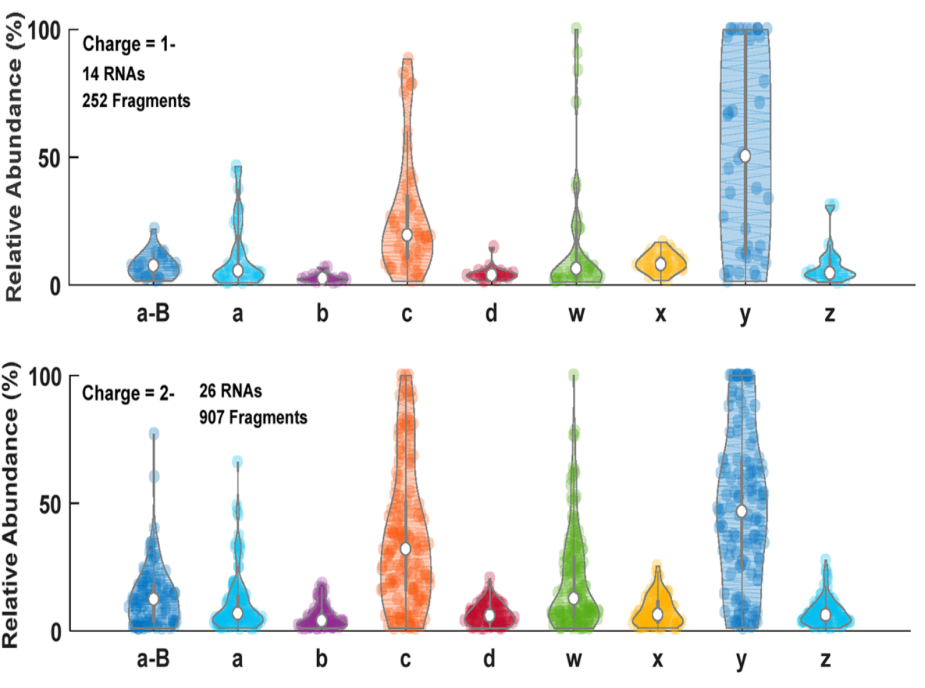 Relative Abundance (%)
100
50
0
Charge = 1-
14 RNAs
252 Fragments
a-B a b c d w x y z
Relative Abundance (%)
100
50
0
Charge = 2-
26 RNAs
907 Fragments
a-B a b c d w x y z